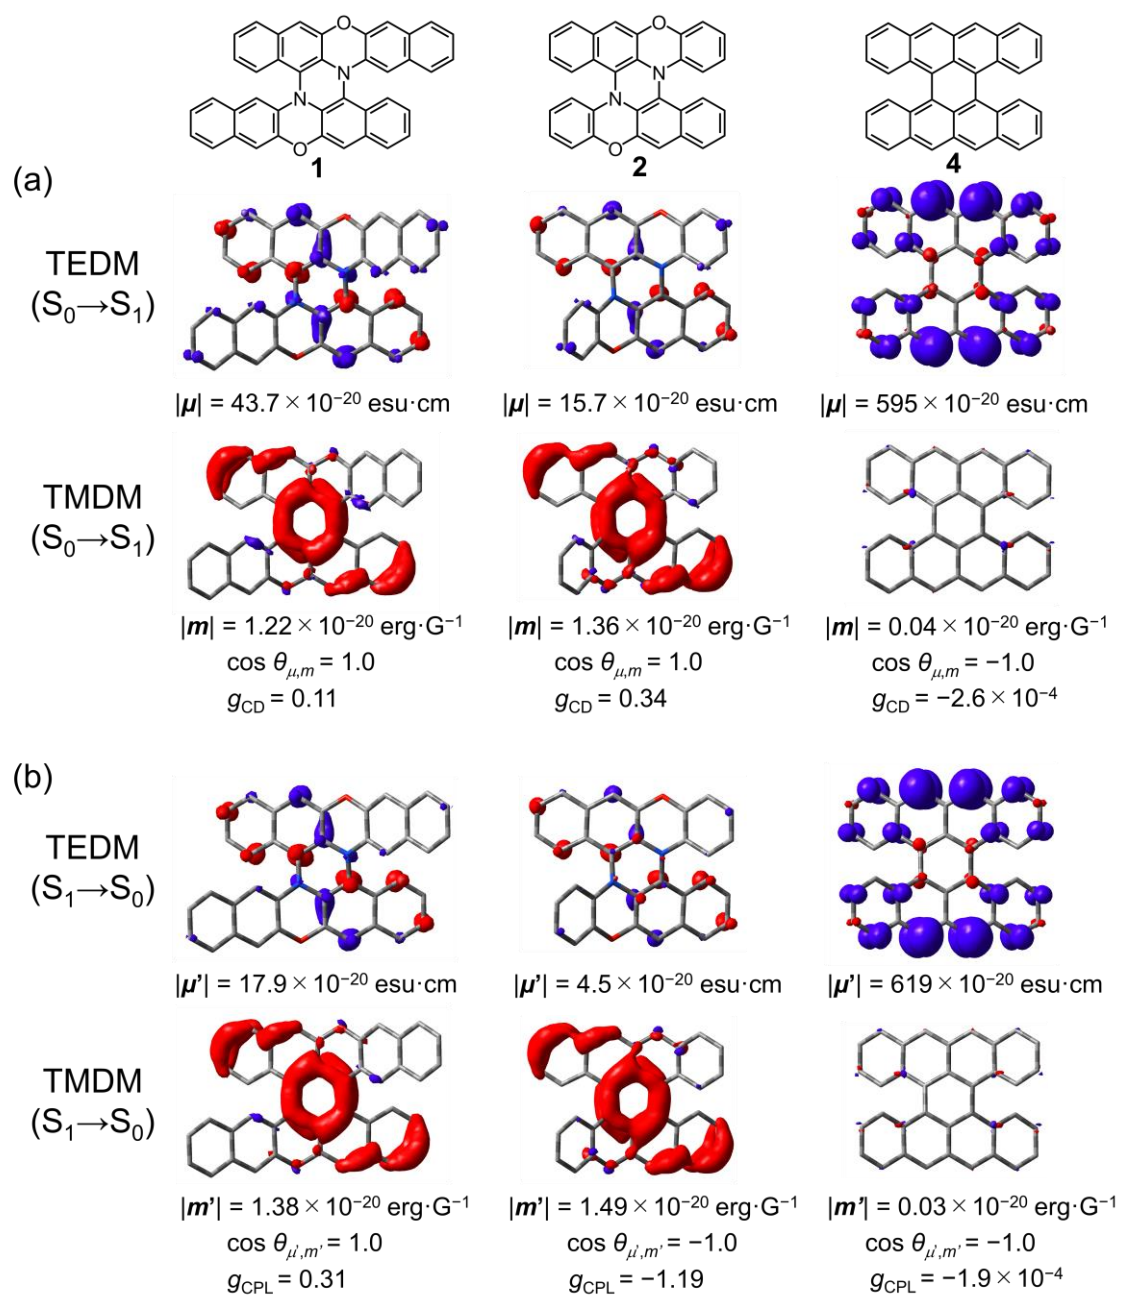 O O
N N
N N
O O
1 2 4
(a)
TEDM
(S₀→S₁)
|μ| = 43.7 × 10⁻²⁰ esu·cm |μ| = 15.7 × 10⁻²⁰ esu·cm |μ| = 595 × 10⁻²⁰ esu·cm
TMDM
(S₀→S₁)
|m| = 1.22 × 10⁻²⁰ erg·G⁻¹ |m| = 1.36 × 10⁻²⁰ erg·G⁻¹ |m| = 0.04 × 10⁻²⁰ erg·G⁻¹
cos θμ,m = 1.0 cos θμ,m = 1.0 cos θμ,m = −1.0
gCD = 0.11 gCD = 0.34 gCD = −2.6 × 10⁻⁴
(b)
TEDM
(S₁→S₀)
|μ’| = 17.9 × 10⁻²⁰ esu·cm |μ’| = 4.5 × 10⁻²⁰ esu·cm |μ’| = 619 × 10⁻²⁰ esu·cm
TMDM
(S₁→S₀)
|m’| = 1.38 × 10⁻²⁰ erg·G⁻¹ |m’| = 1.49 × 10⁻²⁰ erg·G⁻¹ |m’| = 0.03 × 10⁻²⁰ erg·G⁻¹
cos θμ’,m’ = 1.0 cos θμ’,m’ = −1.0 cos θμ’,m’ = −1.0
gCPL = 0.31 gCPL = −1.19 gCPL = −1.9 × 10⁻⁴